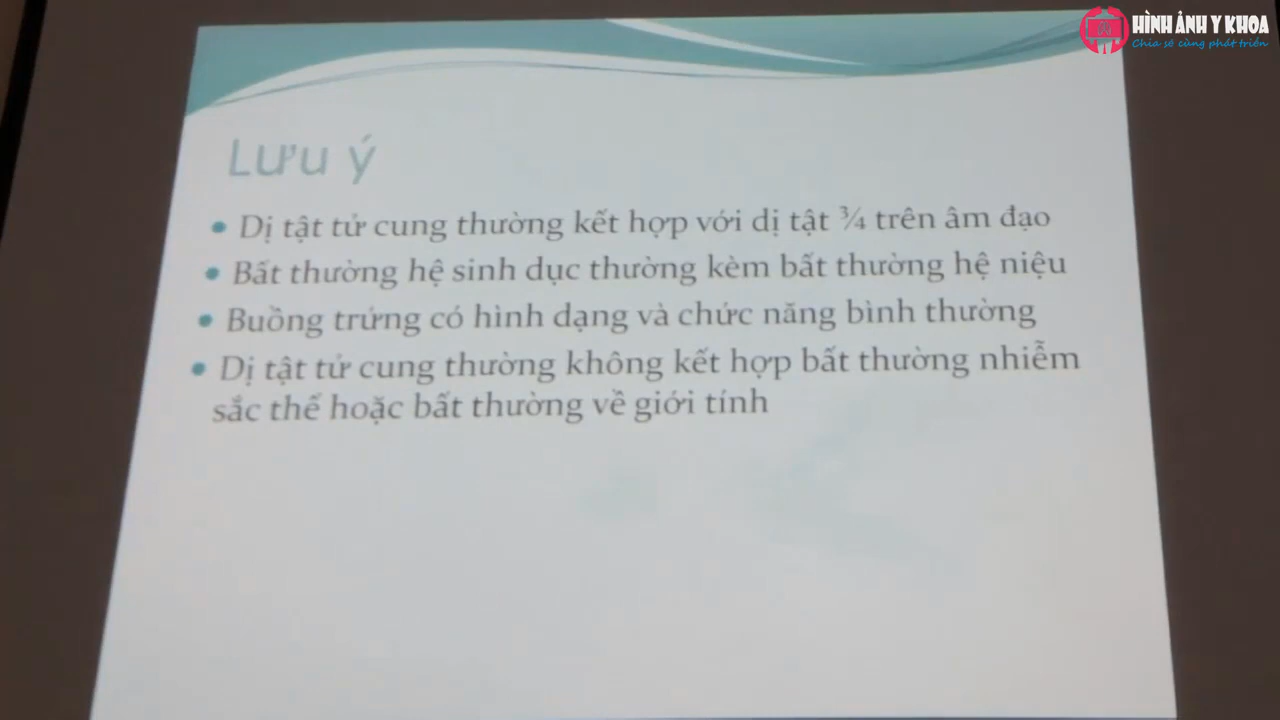 HÌNH ẢNH Y KHOA
Chia sẻ cùng phát triển
Lưu ý
• Dị tật tử cung thường kết hợp với dị tật ¾ trên âm đạo
• Bất thường hệ sinh dục thường kèm bất thường hệ niệu
• Buồng trứng có hình dạng và chức năng bình thường
• Dị tật tử cung thường không kết hợp bất thường nhiễm
sắc thể hoặc bất thường về giới tính